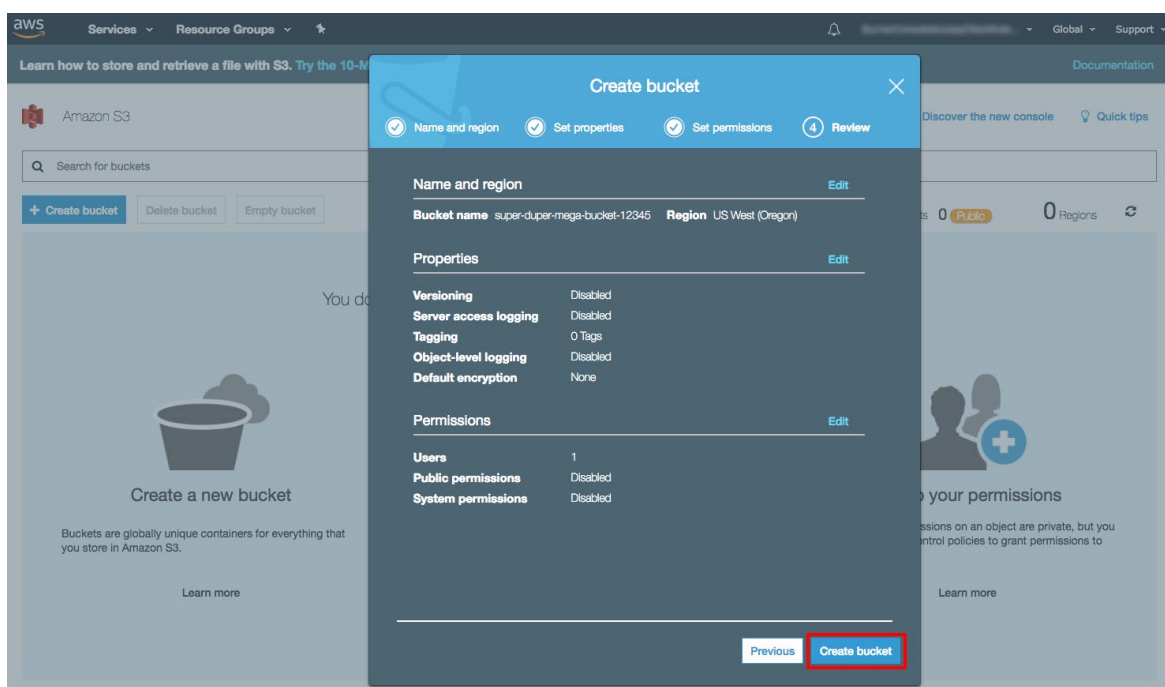 aws Services Resource Groups Global Support
Learn how to store and retrieve a file with S3. Try the 10-M Documentation
Amazon S3 Discover the new console Quick tips
Search for buckets
+ Create bucket Delete bucket Empty bucket 0 Public 0 Regions
You do
Create a new bucket
Buckets are globally unique containers for everything that
you store in Amazon S3.
Learn more
Create bucket
Name and region Set properties Set permissions 4 Review
Name and region Edit
Bucket name super-duper-mega-bucket-12345 Region US West (Oregon)
Properties Edit
Versioning Disabled
Server access logging Disabled
Tagging 0 Tags
Object-level logging Disabled
Default encryption None
Permissions Edit
Users 1
Public permissions Disabled
System permissions Disabled
Previous Create bucket
your permissions
ssions on an object are private, but you
ntrol policies to grant permissions to
Learn more